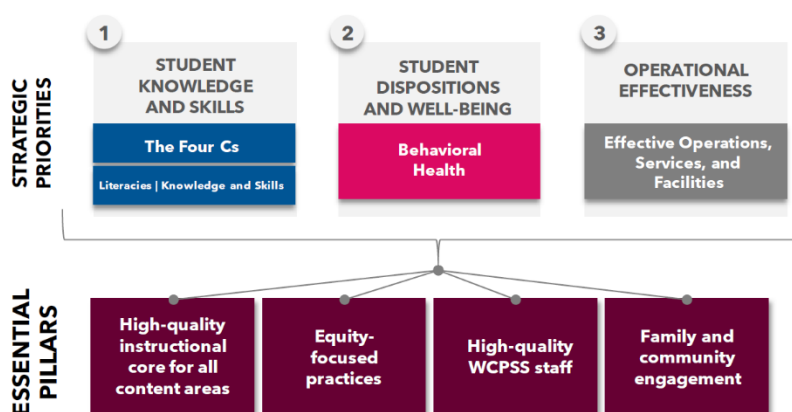 1
2
3
STRATEGIC
PRIORITIES
STUDENT
KNOWLEDGE
AND SKILLS
The Four Cs
Literacies | Knowledge and Skills
STUDENT
DISPOSITIONS
AND WELL-BEING
Behavioral
Health
OPERATIONAL
EFFECTIVENESS
Effective Operations,
Services, and
Facilities
ESSENTIAL
PILLARS
High-quality
instructional
core for all
content areas
Equity-
focused
practices
High-quality
WCPSS staff
Family and
community
engagement